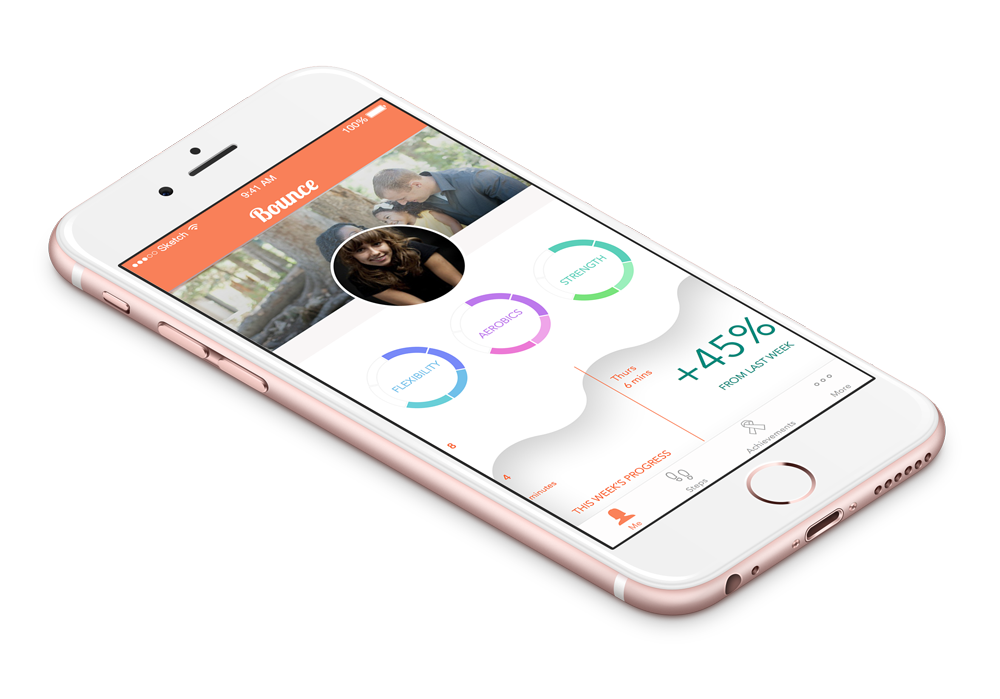 ●●●○○ Sketch
9:41 AM
100%
Bounce
FLEXIBILITY
AEROBICS
STRENGTH
8
4
minutes
Thurs
6 mins
+45%
FROM LAST WEEK
THIS WEEK'S PROGRESS
Me
Steps
Achievements
More